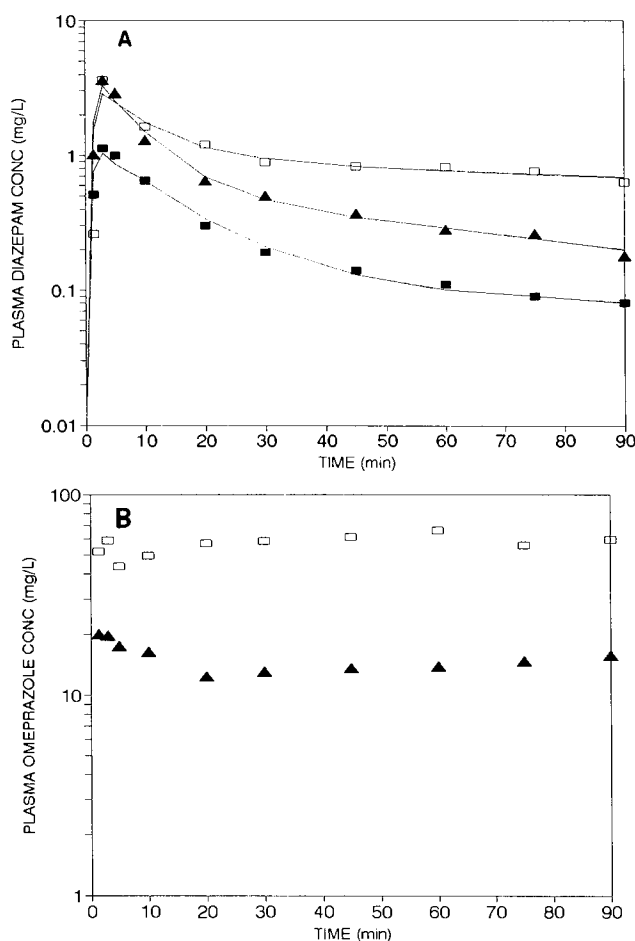 A
PLASMA DIAZEPAM CONC (mg/L)
10
1
0.1
0.01
0 10 20 30 40 50 60 70 80 90
TIME (min)
B
PLASMA OMEPRAZOLE CONC (mg/L)
100
10
1
0 10 20 30 40 50 60 70 80 90
TIME (min)